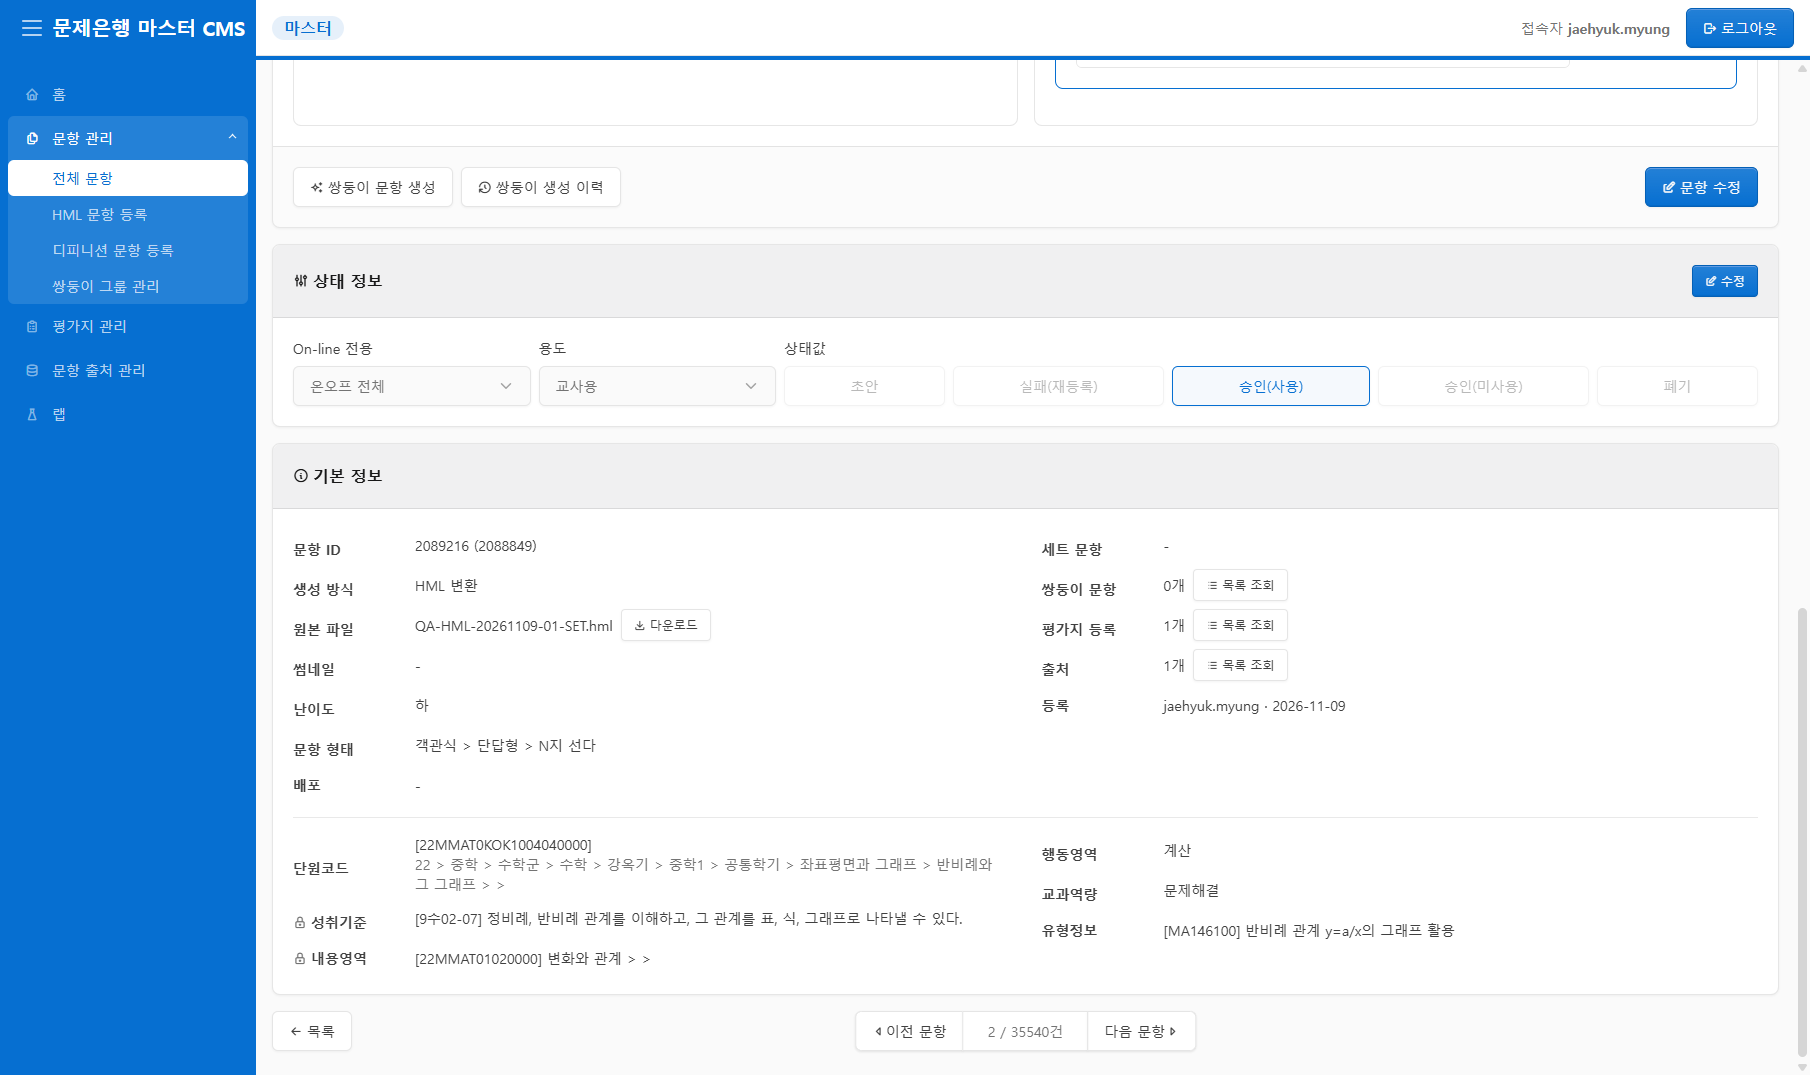 문제은행 마스터 CMS
마스터
접속자 jaehyuk.myung
로그아웃
홈
문항 관리
전체 문항
HML 문항 등록
디피니션 문항 등록
쌍둥이 그룹 관리
평가지 관리
문항 출처 관리
랩
쌍둥이 문항 생성
쌍둥이 생성 이력
문항 수정
상태 정보
수정
On-line 전용
용도
상태값
온오프 전체
교사용
초안
실패(재등록)
승인(사용)
승인(미사용)
폐기
기본 정보
문항 ID
2089216 (2088849)
생성 방식
HML 변환
원본 파일
QA-HML-20261109-01-SET.hml
다운로드
썸네일
-
난이도
하
문항 형태
객관식 > 단답형 > N지 선다
배포
-
세트 문항
-
쌍둥이 문항
0개
목록 조회
평가지 등록
1개
목록 조회
출처
1개
목록 조회
등록
jaehyuk.myung · 2026-11-09
단원코드
[22MMAT0KOK1004040000]
22 > 중학 > 수학군 > 수학 > 강옥기 > 중학1 > 공통학기 > 좌표평면과 그래프 > 반비례와
그 그래프 > >
성취기준
[9수02-07] 정비례, 반비례 관계를 이해하고, 그 관계를 표, 식, 그래프로 나타낼 수 있다.
내용영역
[22MMAT01020000] 변화와 관계 > >
행동영역
계산
교과역량
문제해결
유형정보
[MA146100] 반비례 관계 y=a/x의 그래프 활용
목록
이전 문항
2 / 35540건
다음 문항